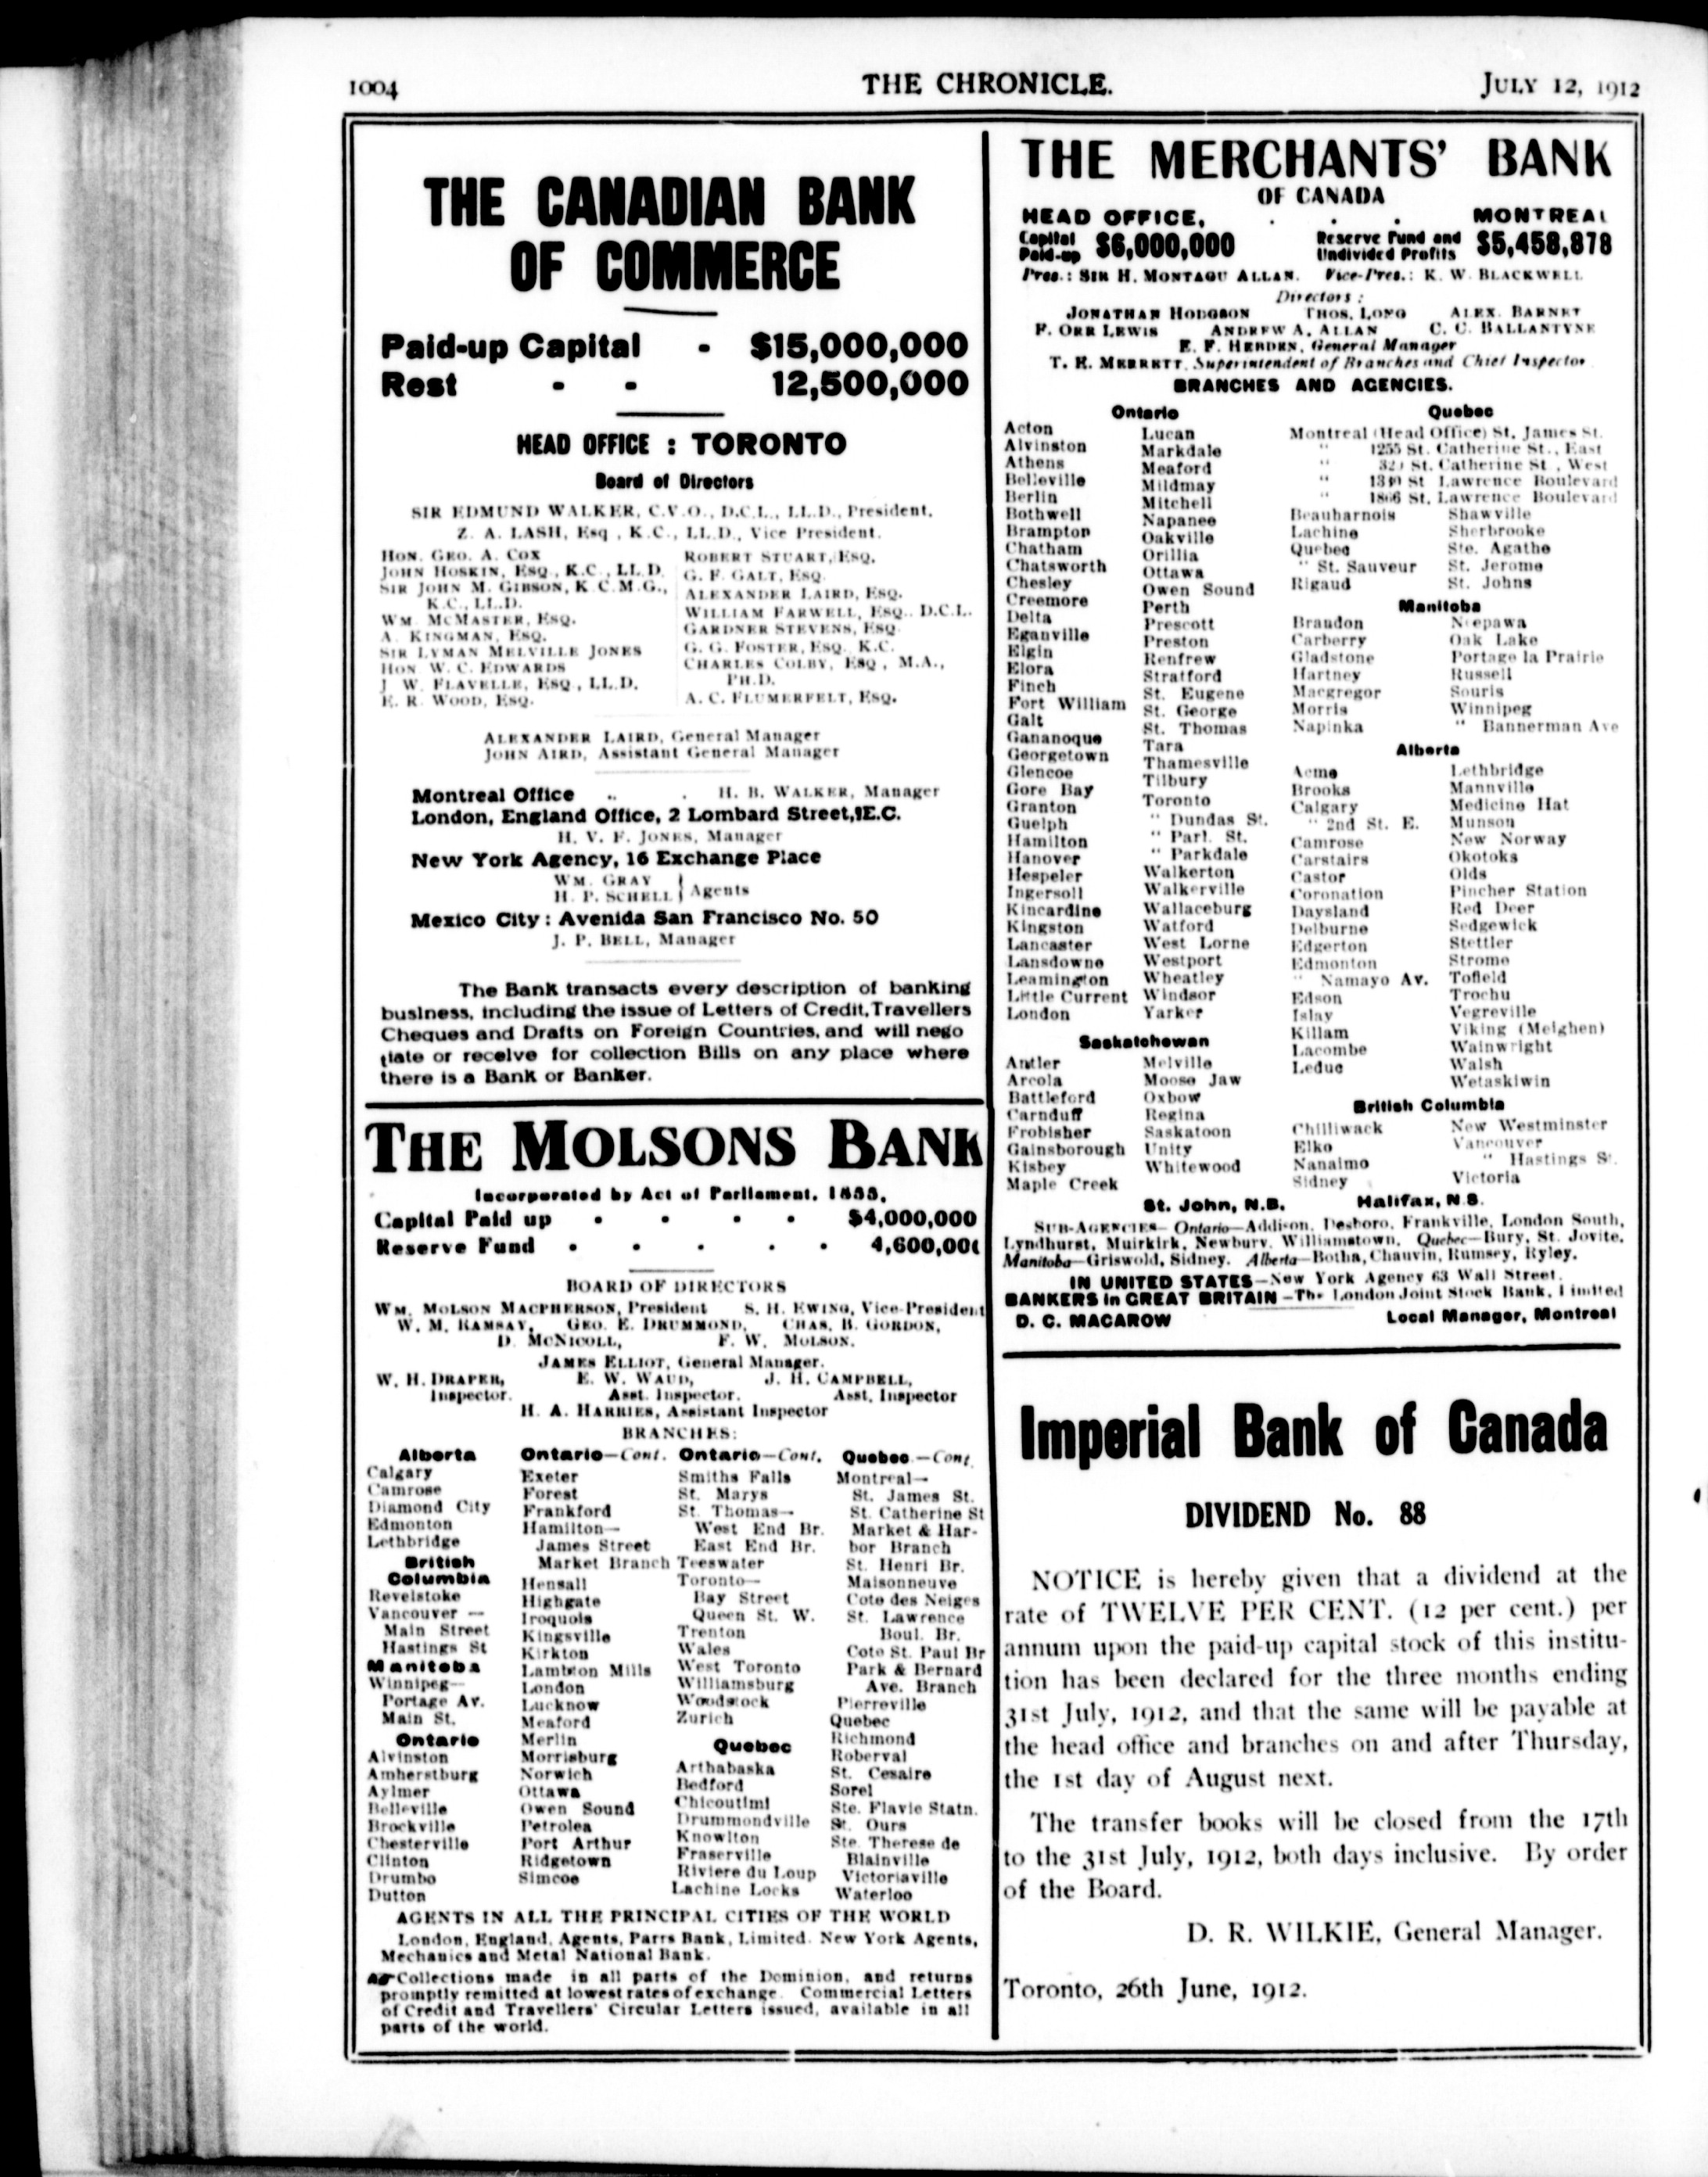 1004
THE CHRONICLE.
JULY 12, 1912
THE CANADIAN BANK
OF COMMERCE
Paid-up Capital - $15,000,000
Rest - - 12,500,000
HEAD OFFICE : TORONTO
Board of Directors
SIR EDMUND WALKER, C.V.O., D.C.L., LL.D., President.
Z. A. LASH, Esq., K.C., LL.D., Vice President.
HON. GEO. A. COX
JOHN HOSKIN, ESQ., K.C., LL.D.
SIR JOHN M. GIBSON, K.C.M.G.,
K.C., LL.D.
WM. MCMASTER, ESQ.
A. KINGMAN, ESQ.
SIR LYMAN MELVILLE JONES
HON. W. C. EDWARDS
J. W. FLAVELLE, ESQ., LL.D.
E. R. WOOD, ESQ.
ROBERT STUART, ESQ.
G. F. GALT, ESQ.
ALEXANDER LAIRD, ESQ.
WILLIAM FARWELL, ESQ., D.C.L.
GARDNER STEVENS, ESQ.
G. G. FOSTER, ESQ., K.C.
CHARLES COLBY, ESQ., M.A.,
PH.D.
A. C. FLUMERFELT, ESQ.
ALEXANDER LAIRD, General Manager
JOHN AIRD, Assistant General Manager
Montreal Office .. . H. B. WALKER, Manager
London, England Office, 2 Lombard Street, E.C.
H. V. F. JONES, Manager
New York Agency, 16 Exchange Place
WM. GRAY
H. P. SCHELL } Agents
Mexico City: Avenida San Francisco No. 50
J. P. BELL, Manager
The Bank transacts every description of banking
business, including the issue of Letters of Credit, Travellers
Cheques and Drafts on Foreign Countries, and will nego
tiate or receive for collection Bills on any place where
there is a Bank or Banker.
THE MOLSONS BANK
Incorporated by Act of Parliament, 1855.
Capital Paid up . . . . $4,000,000
Reserve Fund . . . . . 4,600,000
BOARD OF DIRECTORS
WM. MOLSON MACPHERSON, President S. H. EWING, Vice-President
W. M. RAMSAY, GEO. E. DRUMMOND, CHAS. B. GORDON,
D. MCNICOLL, F. W. MOLSON.
JAMES ELLIOT, General Manager.
W. H. DRAPER, E. W. WAUD, J. H. CAMPBELL,
Inspector. Asst. Inspector. Asst. Inspector
H. A. HARRIES, Assistant Inspector
BRANCHES:
Alberta
Calgary
Camrose
Diamond City
Edmonton
Lethbridge
British
Columbia
Revelstoke
Vancouver —
Main Street
Hastings St
Manitoba
Winnipeg—
Portage Av.
Main St.
Ontario
Alvinston
Amherstburg
Aylmer
Belleville
Brockville
Chesterville
Clinton
Drumbo
Dutton
Ontario—Cont.
Exeter
Forest
Frankford
Hamilton—
James Street
Market Branch
Hensall
Highgate
Iroquois
Kingsville
Kirkton
Lambton Mills
London
Lucknow
Meaford
Merlin
Morrisburg
Norwich
Ottawa
Owen Sound
Petrolea
Port Arthur
Ridgetown
Simcoe
Ontario—Cont.
Smiths Falls
St. Marys
St. Thomas—
West End Br.
East End Br.
Teeswater
Toronto—
Bay Street
Queen St. W.
Trenton
Wales
West Toronto
Williamsburg
Woodstock
Zurich
Quebec
Arthabaska
Bedford
Chicoutimi
Drummondville
Knowlton
Fraserville
Riviere du Loup
Lachine Locks
Quebec—Cont.
Montreal—
St. James St.
St. Catherine St
Market & Har-
bor Branch
St. Henri Br.
Maisonneuve
Cote des Neiges
St. Lawrence
Boul. Br.
Cote St. Paul Br
Park & Bernard
Ave. Branch
Pierreville
Quebec
Richmond
Roberval
St. Cesaire
Sorel
Ste. Flavie Statn.
St. Ours
Ste. Therese de
Blainville
Victoriaville
Waterloo
AGENTS IN ALL THE PRINCIPAL CITIES OF THE WORLD
London, England, Agents, Parrs Bank, Limited. New York Agents,
Mechanics and Metal National Bank.
Collections made in all parts of the Dominion, and returns
promptly remitted at lowest rates of exchange. Commercial Letters
of Credit and Travellers' Circular Letters issued, available in all
parts of the world.
THE MERCHANTS' BANK
OF CANADA
HEAD OFFICE, . . . MONTREAL
Capital Paid-up $6,000,000 Reserve Fund and Undivided Profits $5,458,878
Pres.: SIR H. MONTAGU ALLAN. Vice-Pres.: K. W. BLACKWELL
Directors:
JONATHAN HODGSON THOS. LONG ALEX. BARNET
F. ORR LEWIS ANDREW A. ALLAN C. C. BALLANTYNE
E. F. HEBDEN, General Manager
T. E. MERRETT, Superintendent of Branches and Chief Inspector
BRANCHES AND AGENCIES.
Ontario
Acton
Alvinston
Athens
Belleville
Berlin
Bothwell
Brampton
Chatham
Chatsworth
Chesley
Creemore
Delta
Eganville
Elgin
Elora
Finch
Fort William
Galt
Gananoque
Georgetown
Glencoe
Gore Bay
Granton
Guelph
Hamilton
Hanover
Hespeler
Ingersoll
Kincardine
Kingston
Lancaster
Lansdowne
Leamington
Little Current
London
Lucan
Markdale
Meaford
Mildmay
Mitchell
Napanee
Oakville
Orillia
Ottawa
Owen Sound
Perth
Prescott
Preston
Renfrew
Stratford
St. Eugene
St. George
St. Thomas
Tara
Thamesville
Tilbury
Toronto
" Dundas St.
" Parl. St.
" Parkdale
Walkerton
Walkerville
Wallaceburg
Watford
West Lorne
Westport
Wheatley
Windsor
Yarker
Saskatchewan
Antler
Arcola
Battleford
Carnduff
Frobisher
Gainsborough
Kisbey
Maple Creek
Melville
Moose Jaw
Oxbow
Regina
Saskatoon
Unity
Whitewood
Quebec
Montreal (Head Office) St. James St.
" 1255 St. Catherine St., East
" St. Catherine St., West
" St. Lawrence Boulevard
" 1866 St. Lawrence Boulevard
Beauharnois
Lachine
Quebec
" St. Sauveur
Rigaud
Shawville
Sherbrooke
Ste. Agathe
St. Jerome
St. Johns
Manitoba
Brandon
Carberry
Gladstone
Hartney
Macgregor
Morris
Napinka
Neepawa
Oak Lake
Portage la Prairie
Russell
Souris
Winnipeg
" Bannerman Ave
Alberta
Acme
Brooks
Calgary
" 2nd St. E.
Camrose
Carstairs
Castor
Coronation
Daysland
Delburne
Edgerton
Edmonton
" Namayo Av.
Edson
Islay
Killam
Lacombe
Leduc
Lethbridge
Mannville
Medicine Hat
Munson
New Norway
Okotoks
Olds
Pincher Station
Red Deer
Sedgewick
Stettler
Strome
Tofield
Trochu
Vegreville
Viking (Meighen)
Wainwright
Walsh
Wetaskiwin
British Columbia
Chilliwack
Elko
Nanaimo
Sidney
New Westminster
Vancouver
" Hastings St.
Victoria
St. John, N.B. Halifax, N.S.
SUB-AGENCIES—Ontario—Addison, Desboro, Frankville, London South,
Lyndhurst, Muirkirk, Newbury, Williamstown. Quebec—Bury, St. Jovite.
Manitoba—Griswold, Sidney. Alberta—Botha, Chauvin, Rumsey, Ryley.
IN UNITED STATES—New York Agency 63 Wall Street.
BANKERS in GREAT BRITAIN—The London Joint Stock Bank, Limited
D. C. MACAROW Local Manager, Montreal
Imperial Bank of Canada
DIVIDEND No. 88
NOTICE is hereby given that a dividend at the
rate of TWELVE PER CENT. (12 per cent.) per
annum upon the paid-up capital stock of this institu-
tion has been declared for the three months ending
31st July, 1912, and that the same will be payable at
the head office and branches on and after Thursday,
the 1st day of August next.
The transfer books will be closed from the 17th
to the 31st July, 1912, both days inclusive. By order
of the Board.
D. R. WILKIE, General Manager.
Toronto, 26th June, 1912.